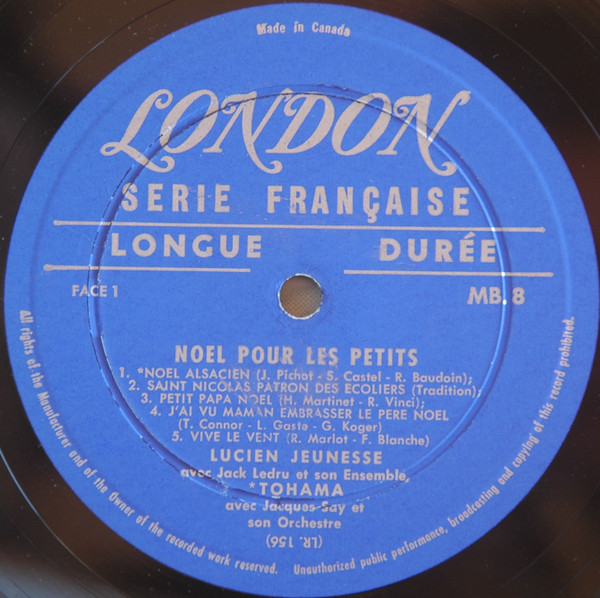 Made in Canada
LONDON
SERIE FRANÇAISE
LONGUE DURÉE
FACE 1 MB. 8
NOEL POUR LES PETITS
1. *NOEL ALSACIEN (J. Pichot - S. Castel - R. Baudoin);
2. SAINT NICOLAS PATRON DES ECOLIERS (Tradition);
3. PETIT PAPA NOEL (H. Martinet - R. Vinci);
4. J'AI VU MAMAN EMBRASSER LE PERE NOEL
(T. Connor - L. Gaste - G. Koger)
5. VIVE LE VENT (R. Marlot - F. Blanche)
LUCIEN JEUNESSE
avec Jack Ledru et son Ensemble,
*TOHAMA
avec Jacques Say et
son Orchestre
(LR. 156)
All rights of the Manufacturer and of the Owner of the recorded work reserved. Unauthorized public performance, broadcasting and copying of this record prohibited.